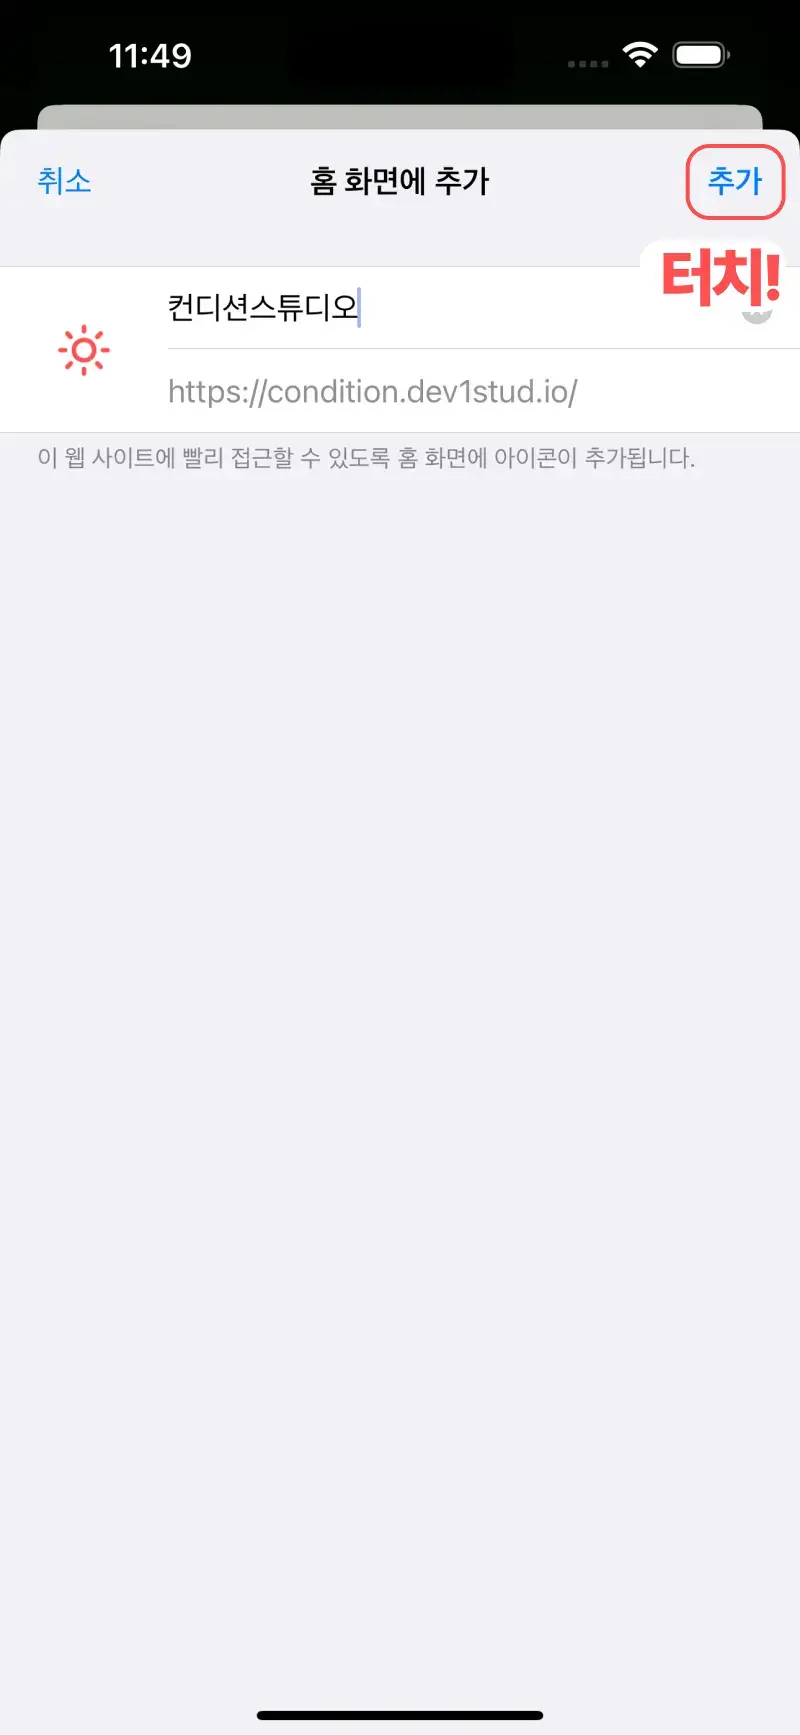 11:49
취소
홈 화면에 추가
추가
터치!
컨디션스튜디오
https://condition.dev1stud.io/
이 웹 사이트에 빨리 접근할 수 있도록 홈 화면에 아이콘이 추가됩니다.